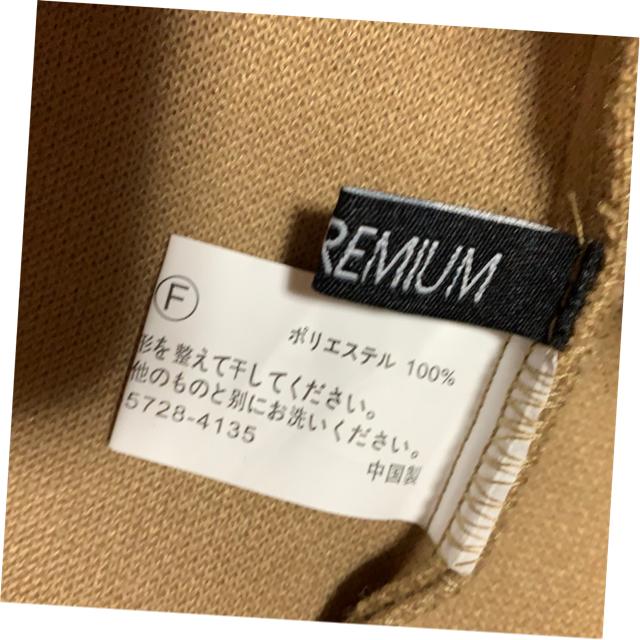 REMIUM
F
ポリエステル 100%
形を整えて干してください。
他のものと別にお洗いください。
5728-4135
中国製